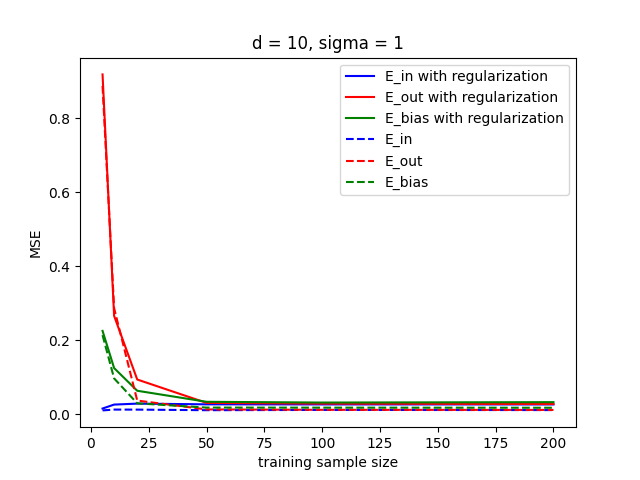 d = 10, sigma = 1
E_in with regularization
E_out with regularization
E_bias with regularization
E_in
E_out
E_bias
MSE
0.8
0.6
0.4
0.2
0.0
0
25
50
75
100
125
150
175
200
training sample size